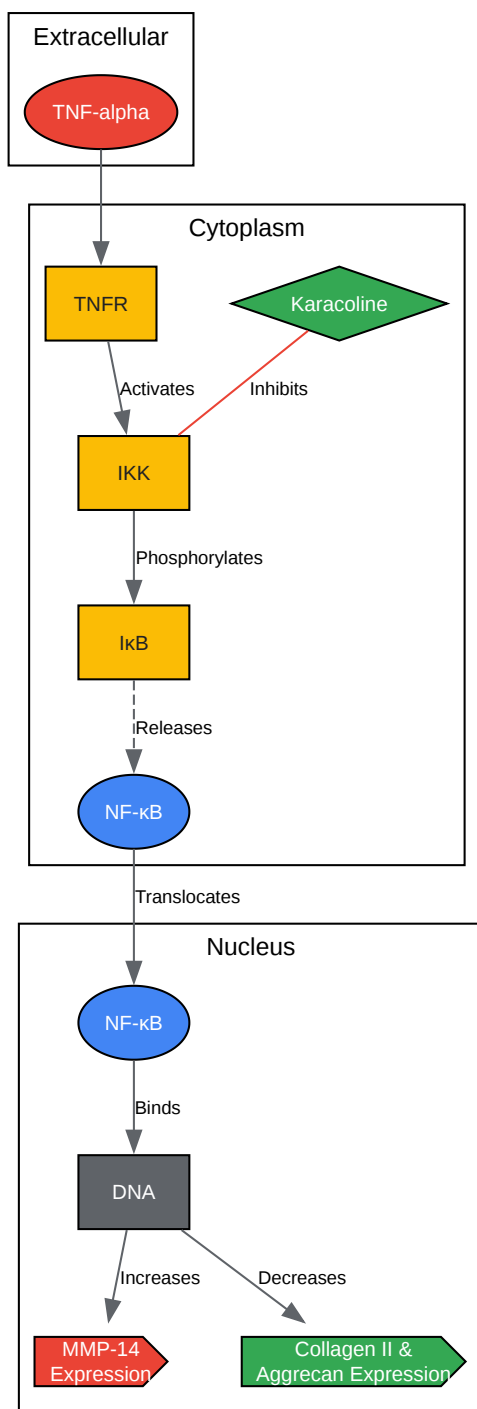 Extracellular
TNF-alpha
Cytoplasm
TNFR
Karacoline
Activates
Inhibits
IKK
Phosphorylates
IκB
Releases
NF-κB
Translocates
Nucleus
NF-κB
Binds
DNA
Increases
Decreases
MMP-14
Expression
Collagen II &
Aggrecan Expression